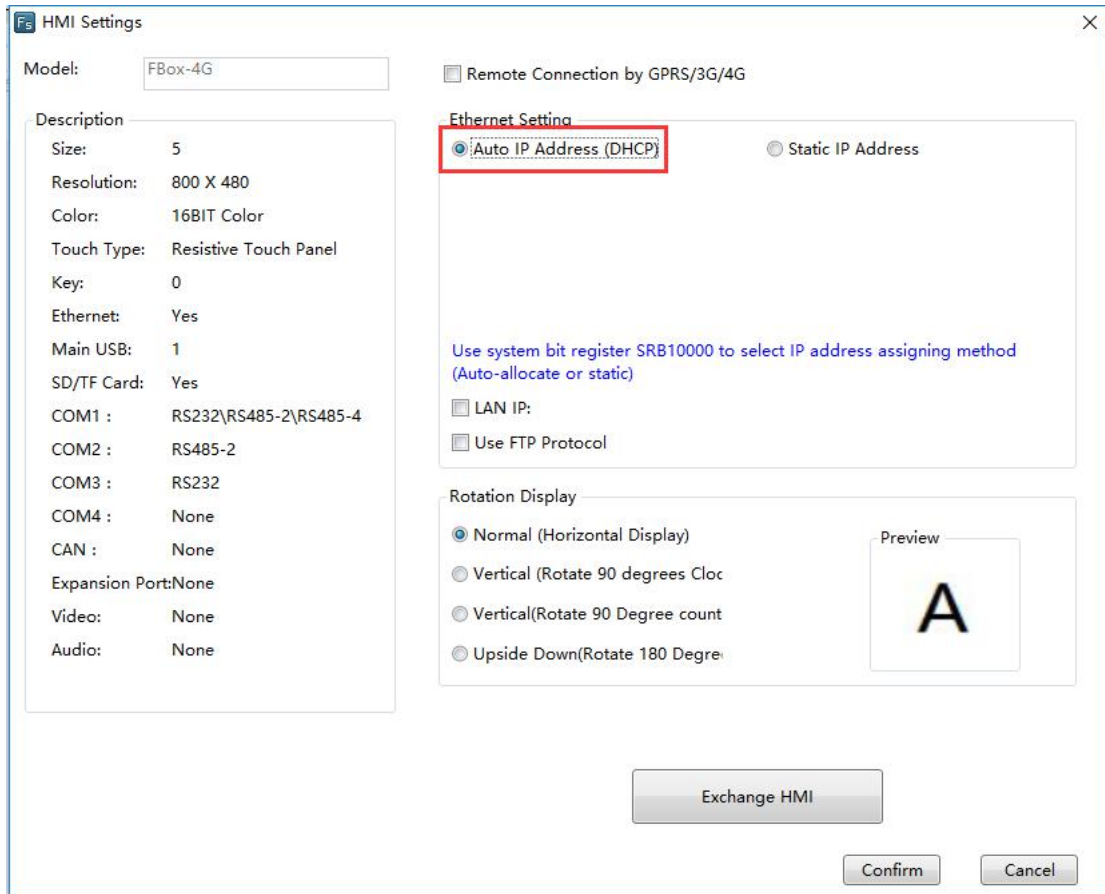 Fs HMI Settings
Model: FBox-4G
Description
Size: 5
Resolution: 800 X 480
Color: 16BIT Color
Touch Type: Resistive Touch Panel
Key: 0
Ethernet: Yes
Main USB: 1
SD/TF Card: Yes
COM1 : RS232\RS485-2\RS485-4
COM2 : RS485-2
COM3 : RS232
COM4 : None
CAN : None
Expansion Port:None
Video: None
Audio: None
Remote Connection by GPRS/3G/4G
Ethernet Setting
Auto IP Address (DHCP) Static IP Address
Use system bit register SRB10000 to select IP address assigning method
(Auto-allocate or static)
LAN IP:
Use FTP Protocol
Rotation Display
Normal (Horizontal Display)
Vertical (Rotate 90 degrees Cloc
Vertical(Rotate 90 Degree count
Upside Down(Rotate 180 Degre
Preview
A
Exchange HMI
Confirm Cancel